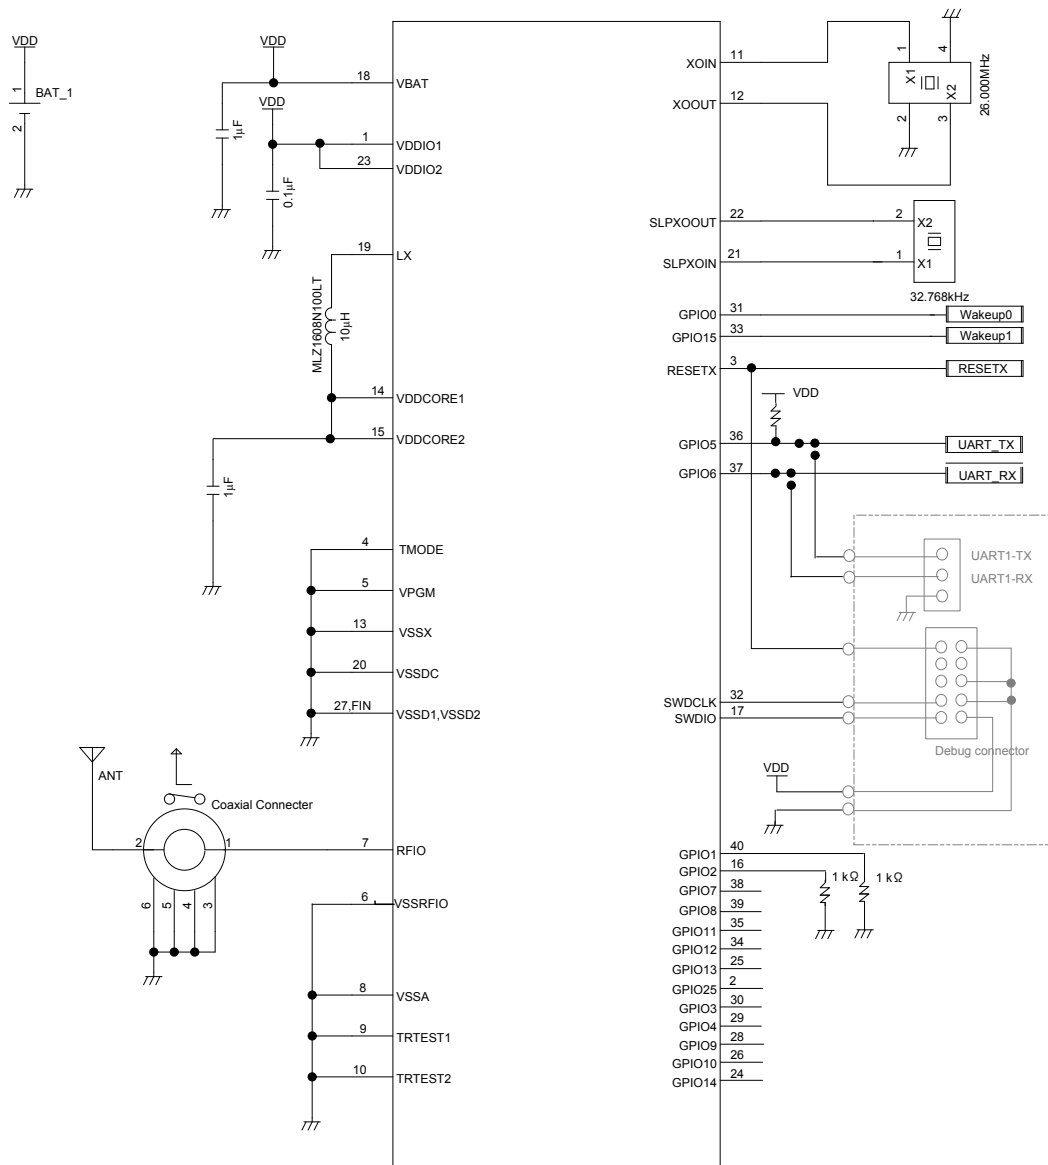 VDD
1
BAT_1
2
VDD
18
VBAT
1µF
VDD
1
VDDIO1
23
VDDIO2
0.1µF
19
LX
MLZ1608N100LT
10µH
14
VDDCORE1
15
VDDCORE2
1µF
4
TMODE
5
VPGM
13
VSSX
20
VSSDC
27,FIN
VSSD1,VSSD2
ANT
Coaxial Connecter
2
1
7
RFIO
6
5
4
3
6
VSSRFIO
8
VSSA
9
TRTEST1
10
TRTEST2
XOIN
11
XOOUT
12
1
4
X1
X2
2
3
26.000MHz
SLPXOOUT
22
2
X2
SLPXOIN
21
1
X1
32.768kHz
GPIO0
31
Wakeup0
GPIO15
33
Wakeup1
RESETX
3
RESETX
VDD
GPIO5
36
UART_TX
GPIO6
37
UART_RX
UART1-TX
UART1-RX
SWDCLK
32
SWDIO
17
Debug connector
VDD
GPIO1
40
GPIO2
16
1 kΩ
1 kΩ
GPIO7
38
GPIO8
39
GPIO11
35
GPIO12
34
GPIO13
25
GPIO25
2
GPIO3
30
GPIO4
29
GPIO9
28
GPIO10
26
GPIO14
24